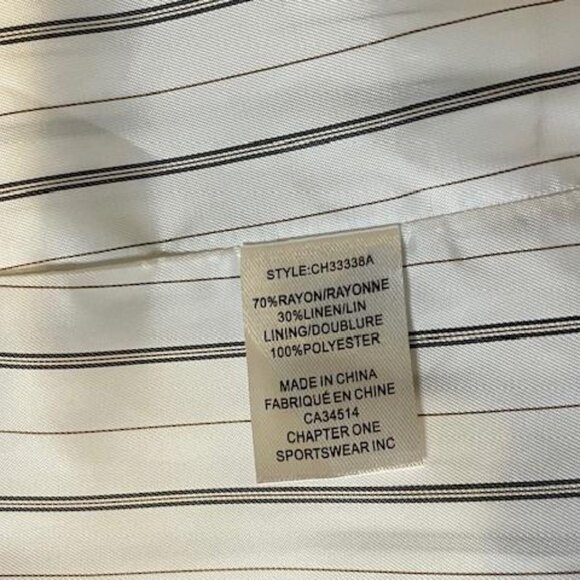 STYLE:CH33338A
70%RAYON/RAYONNE
30%LINEN/LIN
LINING/DOUBLURE
100%POLYESTER
MADE IN CHINA
FABRIQUÉ EN CHINE
CA34514
CHAPTER ONE
SPORTSWEAR INC